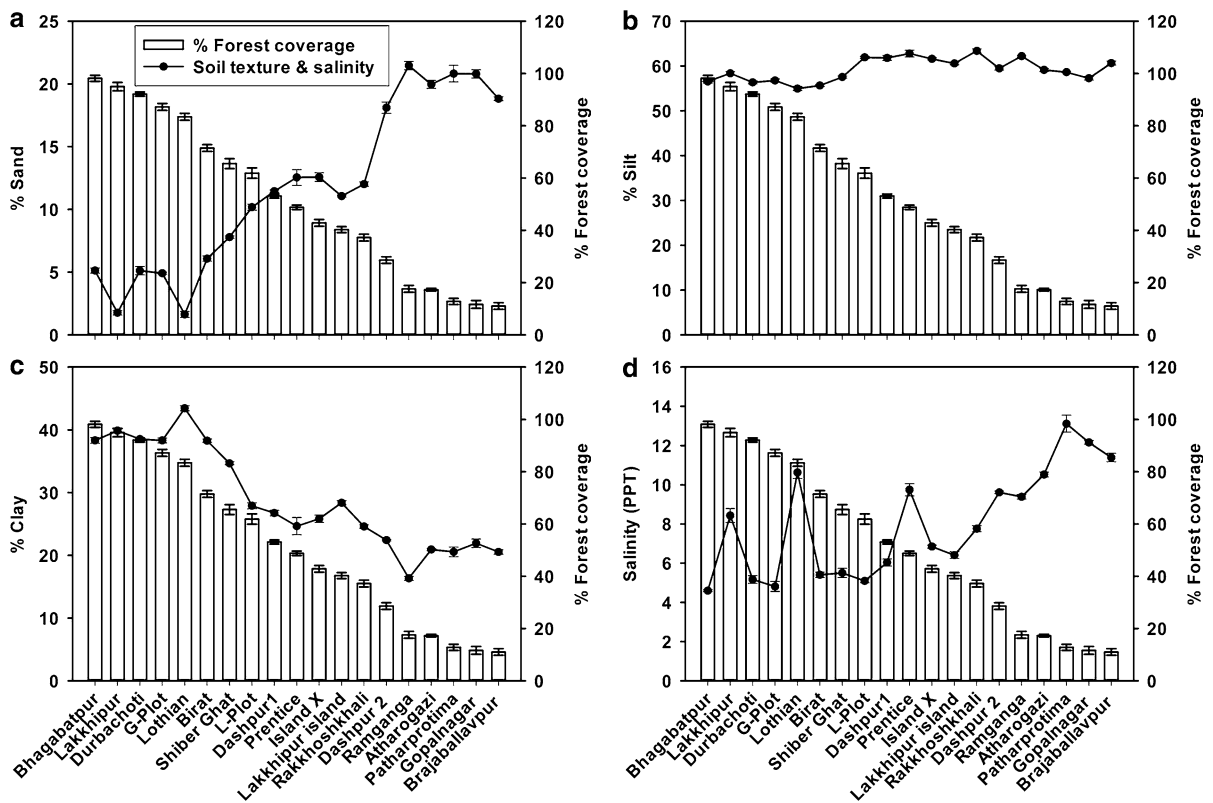 a
25
20
15
10
5
0
% Sand
% Forest coverage
Soil texture & salinity
120
100
80
60
40
20
0
% Forest coverage
b
70
60
50
40
30
20
10
0
% Silt
120
100
80
60
40
20
0
% Forest coverage
c
50
40
30
20
10
0
% Clay
120
100
80
60
40
20
0
% Forest coverage
Bhagabatpur
Lakkhipur
Durbachoti
G-Plot
Lothian
Birat
Shiber Ghat
L-Plot
Dashpur1
Prentice
Island X
Lakkhipur island
Rakkhoshkhali
Dashpur 2
Ramganga
Atharogazi
Patharprotima
Gopalnagar
Brajaballavpur
d
16
14
12
10
8
6
4
2
0
Salinity (PPT)
120
100
80
60
40
20
0
% Forest coverage
Bhagabatpur
Lakkhipur
Durbachoti
G-Plot
Lothian
Birat
Shiber Ghat
L-Plot
Dashpur1
Prentice
Island X
Lakkhipur island
Rakkhoshkhali
Dashpur 2
Ramganga
Atharogazi
Patharprotima
Gopalnagar
Brajaballavpur